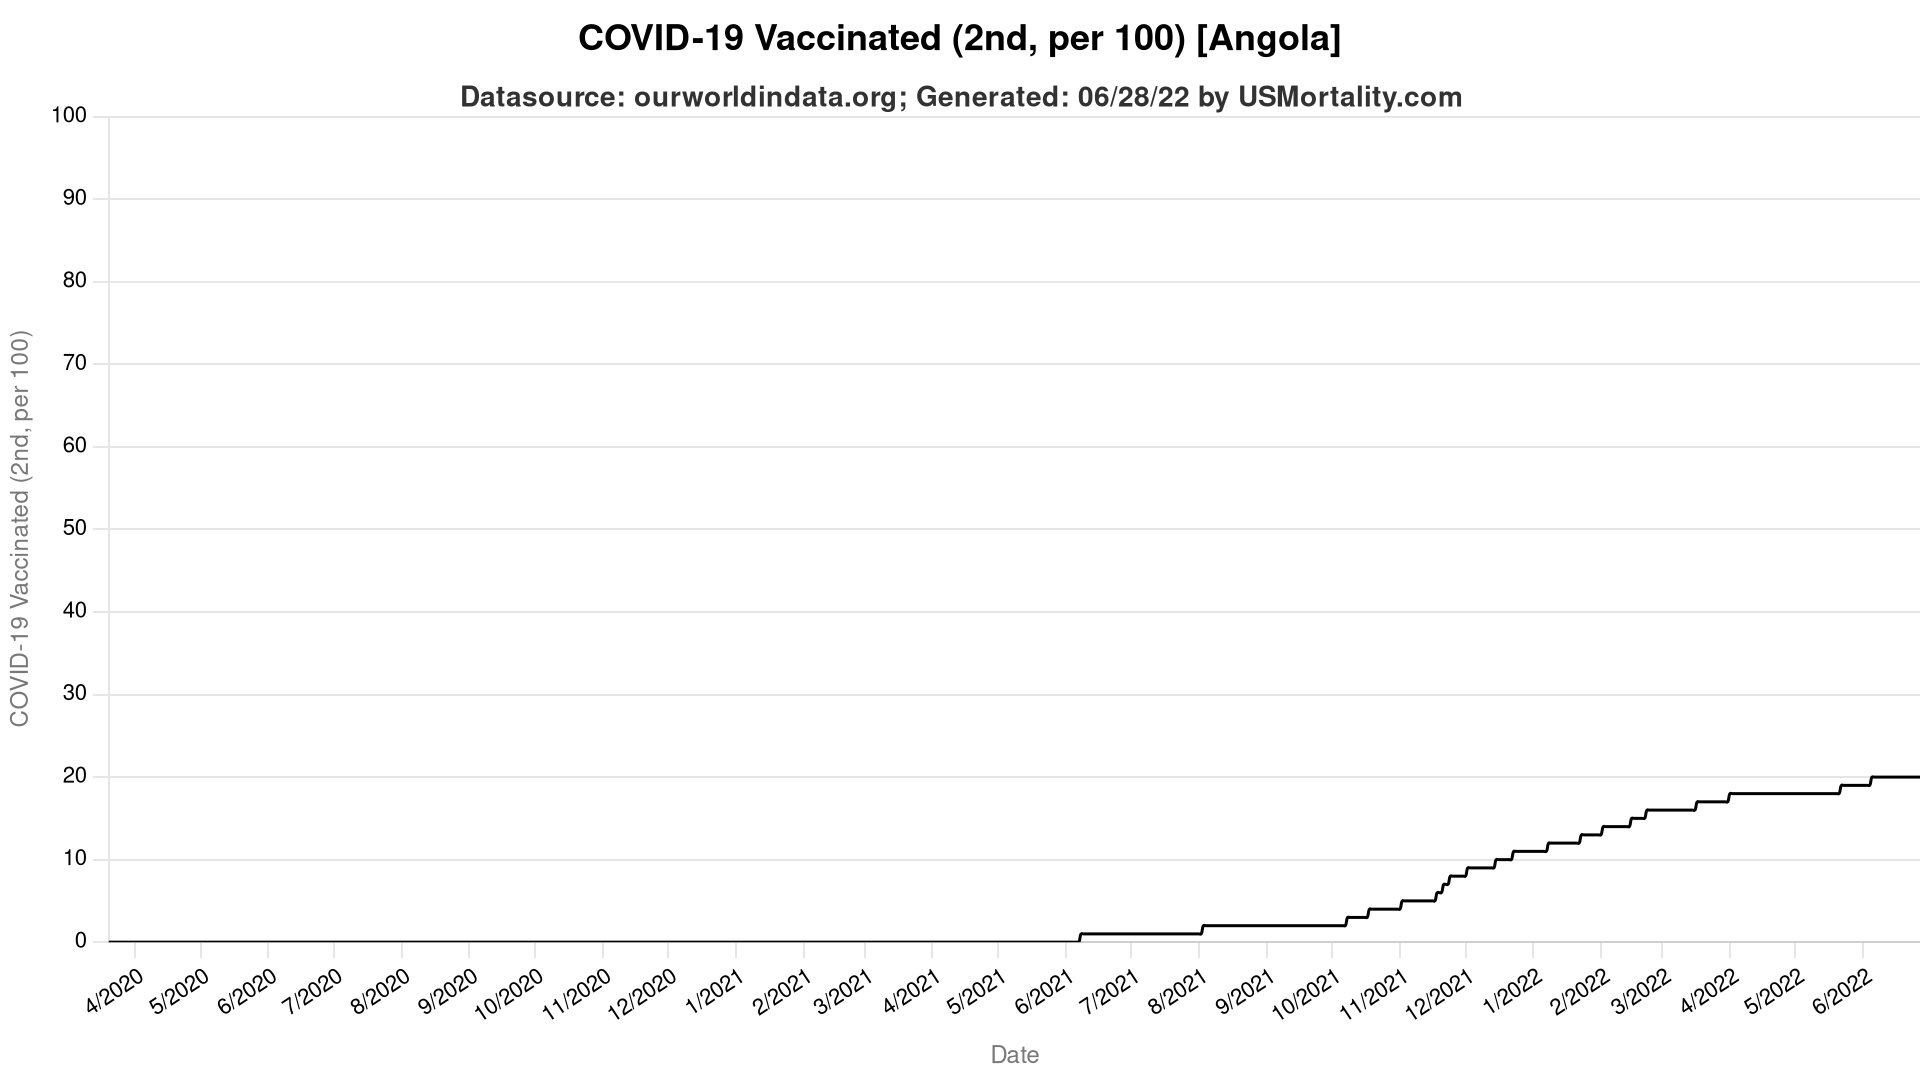 COVID-19 Vaccinated (2nd, per 100) [Angola]
Datasource: ourworldindata.org; Generated: 06/28/22 by USMortality.com
COVID-19 Vaccinated (2nd, per 100)
100
90
80
70
60
50
40
30
20
10
0
4/2020 5/2020 6/2020 7/2020 8/2020 9/2020 10/2020 11/2020 12/2020 1/2021 2/2021 3/2021 4/2021 5/2021 6/2021 7/2021 8/2021 9/2021 10/2021 11/2021 12/2021 1/2022 2/2022 3/2022 4/2022 5/2022 6/2022
Date